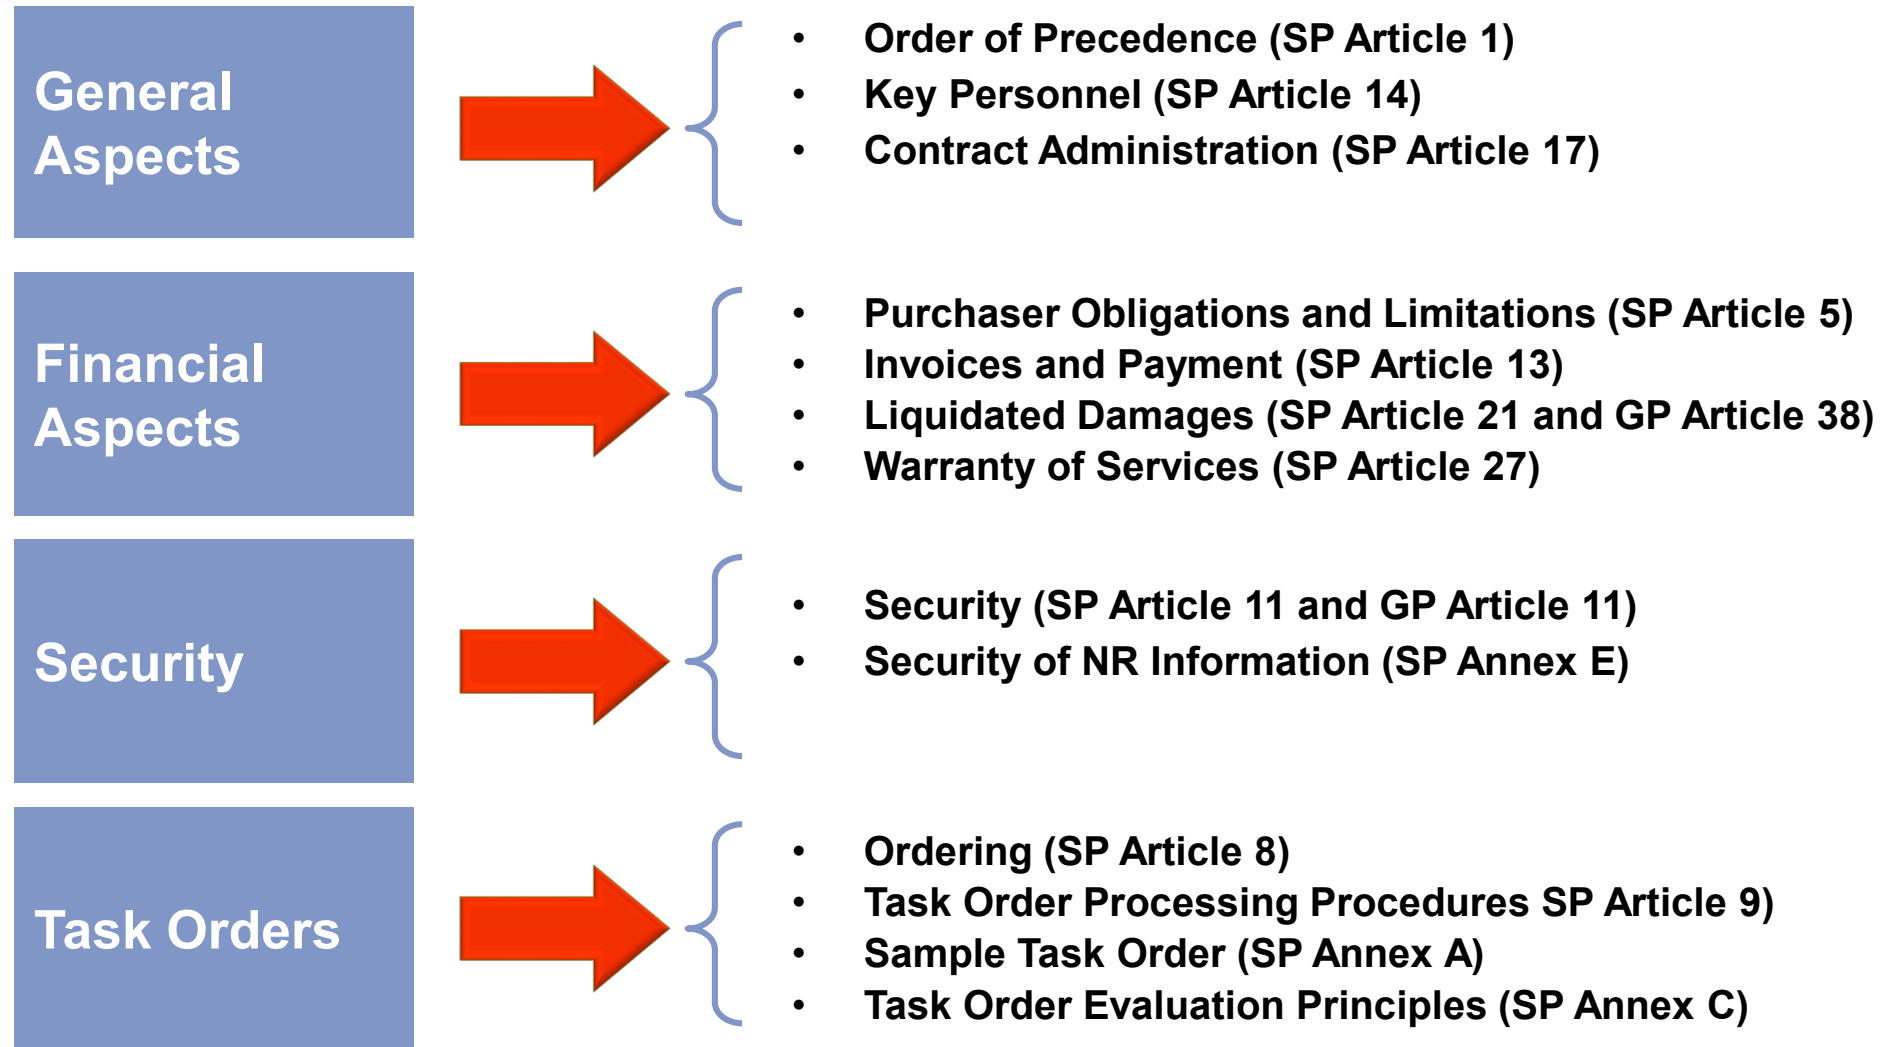 General
Aspects
• Order of Precedence (SP Article 1)
• Key Personnel (SP Article 14)
• Contract Administration (SP Article 17)
Financial
Aspects
• Purchaser Obligations and Limitations (SP Article 5)
• Invoices and Payment (SP Article 13)
• Liquidated Damages (SP Article 21 and GP Article 38)
• Warranty of Services (SP Article 27)
Security
• Security (SP Article 11 and GP Article 11)
• Security of NR Information (SP Annex E)
Task Orders
• Ordering (SP Article 8)
• Task Order Processing Procedures SP Article 9)
• Sample Task Order (SP Annex A)
• Task Order Evaluation Principles (SP Annex C)